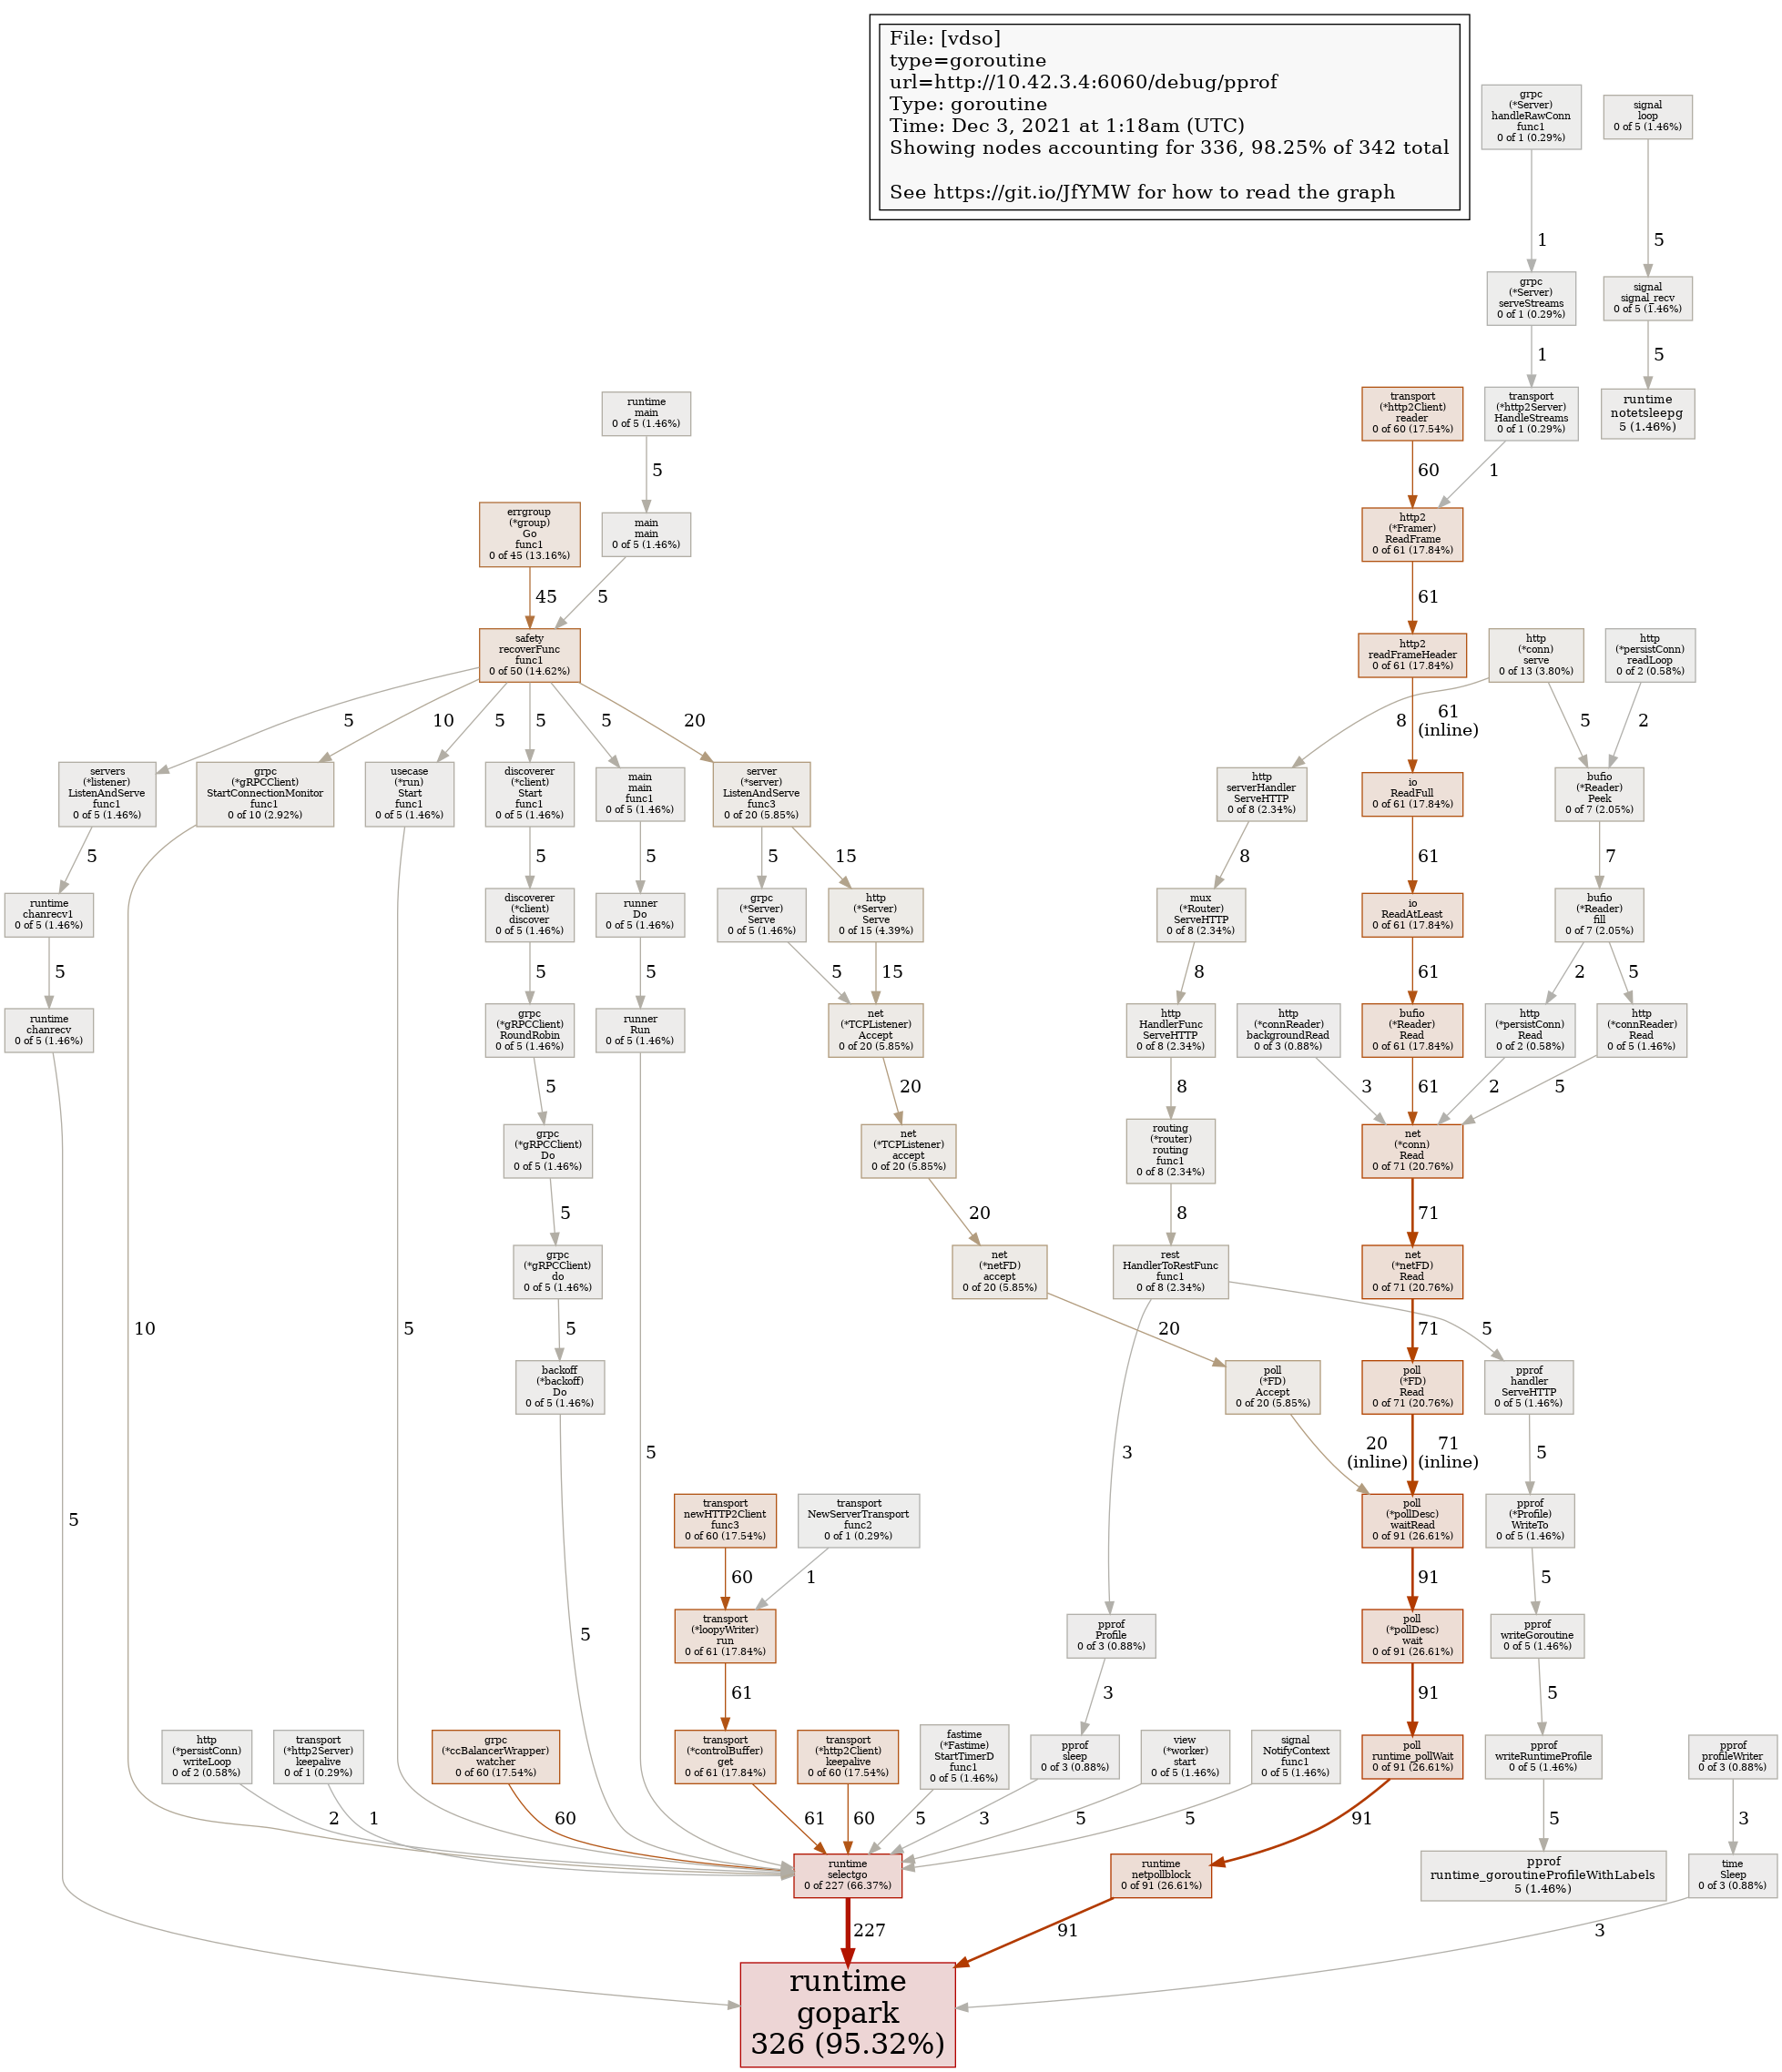 File: [vdso]
type=goroutine
url=http://10.42.3.4:6060/debug/pprof
Type: goroutine
Time: Dec 3, 2021 at 1:18am (UTC)
Showing nodes accounting for 336, 98.25% of 342 total
See https://git.io/JfYMW for how to read the graph
grpc
(*Server)
handleRawConn
func1
0 of 1 (0.29%)
signal
loop
0 of 5 (1.46%)
1
5
grpc
(*Server)
serveStreams
0 of 1 (0.29%)
signal
signal_recv
0 of 5 (1.46%)
1
5
runtime
main
0 of 5 (1.46%)
transport
(*http2Client)
reader
0 of 60 (17.54%)
transport
(*http2Server)
HandleStreams
0 of 1 (0.29%)
runtime
notetsleepg
5 (1.46%)
5
60
1
errgroup
(*group)
Go
func1
0 of 45 (13.16%)
main
main
0 of 5 (1.46%)
http2
(*Framer)
ReadFrame
0 of 61 (17.84%)
45
5
61
safety
recoverFunc
func1
0 of 50 (14.62%)
http2
readFrameHeader
0 of 61 (17.84%)
http
(*conn)
serve
0 of 13 (3.80%)
http
(*persistConn)
readLoop
0 of 2 (0.58%)
5
10
5
5
5
20
8
61
(inline)
5
2
servers
(*listener)
ListenAndServe
func1
0 of 5 (1.46%)
grpc
(*gRPCClient)
StartConnectionMonitor
func1
0 of 10 (2.92%)
usecase
(*run)
Start
func1
0 of 5 (1.46%)
discoverer
(*client)
Start
func1
0 of 5 (1.46%)
main
main
func1
0 of 5 (1.46%)
server
(*server)
ListenAndServe
func3
0 of 20 (5.85%)
http
serverHandler
ServeHTTP
0 of 8 (2.34%)
io
ReadFull
0 of 61 (17.84%)
bufio
(*Reader)
Peek
0 of 7 (2.05%)
5
5
5
5
15
8
61
7
runtime
chanrecv1
0 of 5 (1.46%)
discoverer
(*client)
discover
0 of 5 (1.46%)
runner
Do
0 of 5 (1.46%)
grpc
(*Server)
Serve
0 of 5 (1.46%)
http
(*Server)
Serve
0 of 15 (4.39%)
mux
(*Router)
ServeHTTP
0 of 8 (2.34%)
io
ReadAtLeast
0 of 61 (17.84%)
bufio
(*Reader)
fill
0 of 7 (2.05%)
5
5
5
5
15
8
61
2
5
runtime
chanrecv
0 of 5 (1.46%)
grpc
(*gRPCClient)
RoundRobin
0 of 5 (1.46%)
runner
Run
0 of 5 (1.46%)
net
(*TCPListener)
Accept
0 of 20 (5.85%)
http
HandlerFunc
ServeHTTP
0 of 8 (2.34%)
http
(*connReader)
backgroundRead
0 of 3 (0.88%)
bufio
(*Reader)
Read
0 of 61 (17.84%)
http
(*persistConn)
Read
0 of 2 (0.58%)
http
(*connReader)
Read
0 of 5 (1.46%)
5
20
8
3
61
2
5
grpc
(*gRPCClient)
Do
0 of 5 (1.46%)
net
(*TCPListener)
accept
0 of 20 (5.85%)
routing
(*router)
routing
func1
0 of 8 (2.34%)
net
(*conn)
Read
0 of 71 (20.76%)
5
20
8
71
grpc
(*gRPCClient)
do
0 of 5 (1.46%)
net
(*netFD)
accept
0 of 20 (5.85%)
rest
HandlerToRestFunc
func1
0 of 8 (2.34%)
net
(*netFD)
Read
0 of 71 (20.76%)
10
5
5
20
71
5
backoff
(*backoff)
Do
0 of 5 (1.46%)
poll
(*FD)
Accept
0 of 20 (5.85%)
poll
(*FD)
Read
0 of 71 (20.76%)
pprof
handler
ServeHTTP
0 of 5 (1.46%)
5
3
20
(inline)
71
(inline)
5
5
transport
newHTTP2Client
func3
0 of 60 (17.54%)
transport
NewServerTransport
func2
0 of 1 (0.29%)
poll
(*pollDesc)
waitRead
0 of 91 (26.61%)
pprof
(*Profile)
WriteTo
0 of 5 (1.46%)
60
1
91
5
5
transport
(*loopyWriter)
run
0 of 61 (17.84%)
pprof
Profile
0 of 3 (0.88%)
poll
(*pollDesc)
wait
0 of 91 (26.61%)
pprof
writeGoroutine
0 of 5 (1.46%)
61
3
91
5
http
(*persistConn)
writeLoop
0 of 2 (0.58%)
transport
(*http2Server)
keepalive
0 of 1 (0.29%)
grpc
(*ccBalancerWrapper)
watcher
0 of 60 (17.54%)
transport
(*controlBuffer)
get
0 of 61 (17.84%)
transport
(*http2Client)
keepalive
0 of 60 (17.54%)
fastime
(*Fastime)
StartTimerD
func1
0 of 5 (1.46%)
pprof
sleep
0 of 3 (0.88%)
view
(*worker)
start
0 of 5 (1.46%)
signal
NotifyContext
func1
0 of 5 (1.46%)
poll
runtime_pollWait
0 of 91 (26.61%)
pprof
writeRuntimeProfile
0 of 5 (1.46%)
pprof
profileWriter
0 of 3 (0.88%)
2
1
60
61
60
5
3
5
5
91
5
3
runtime
selectgo
0 of 227 (66.37%)
runtime
netpollblock
0 of 91 (26.61%)
pprof
runtime_goroutineProfileWithLabels
5 (1.46%)
time
Sleep
0 of 3 (0.88%)
227
91
3
runtime
gopark
326 (95.32%)